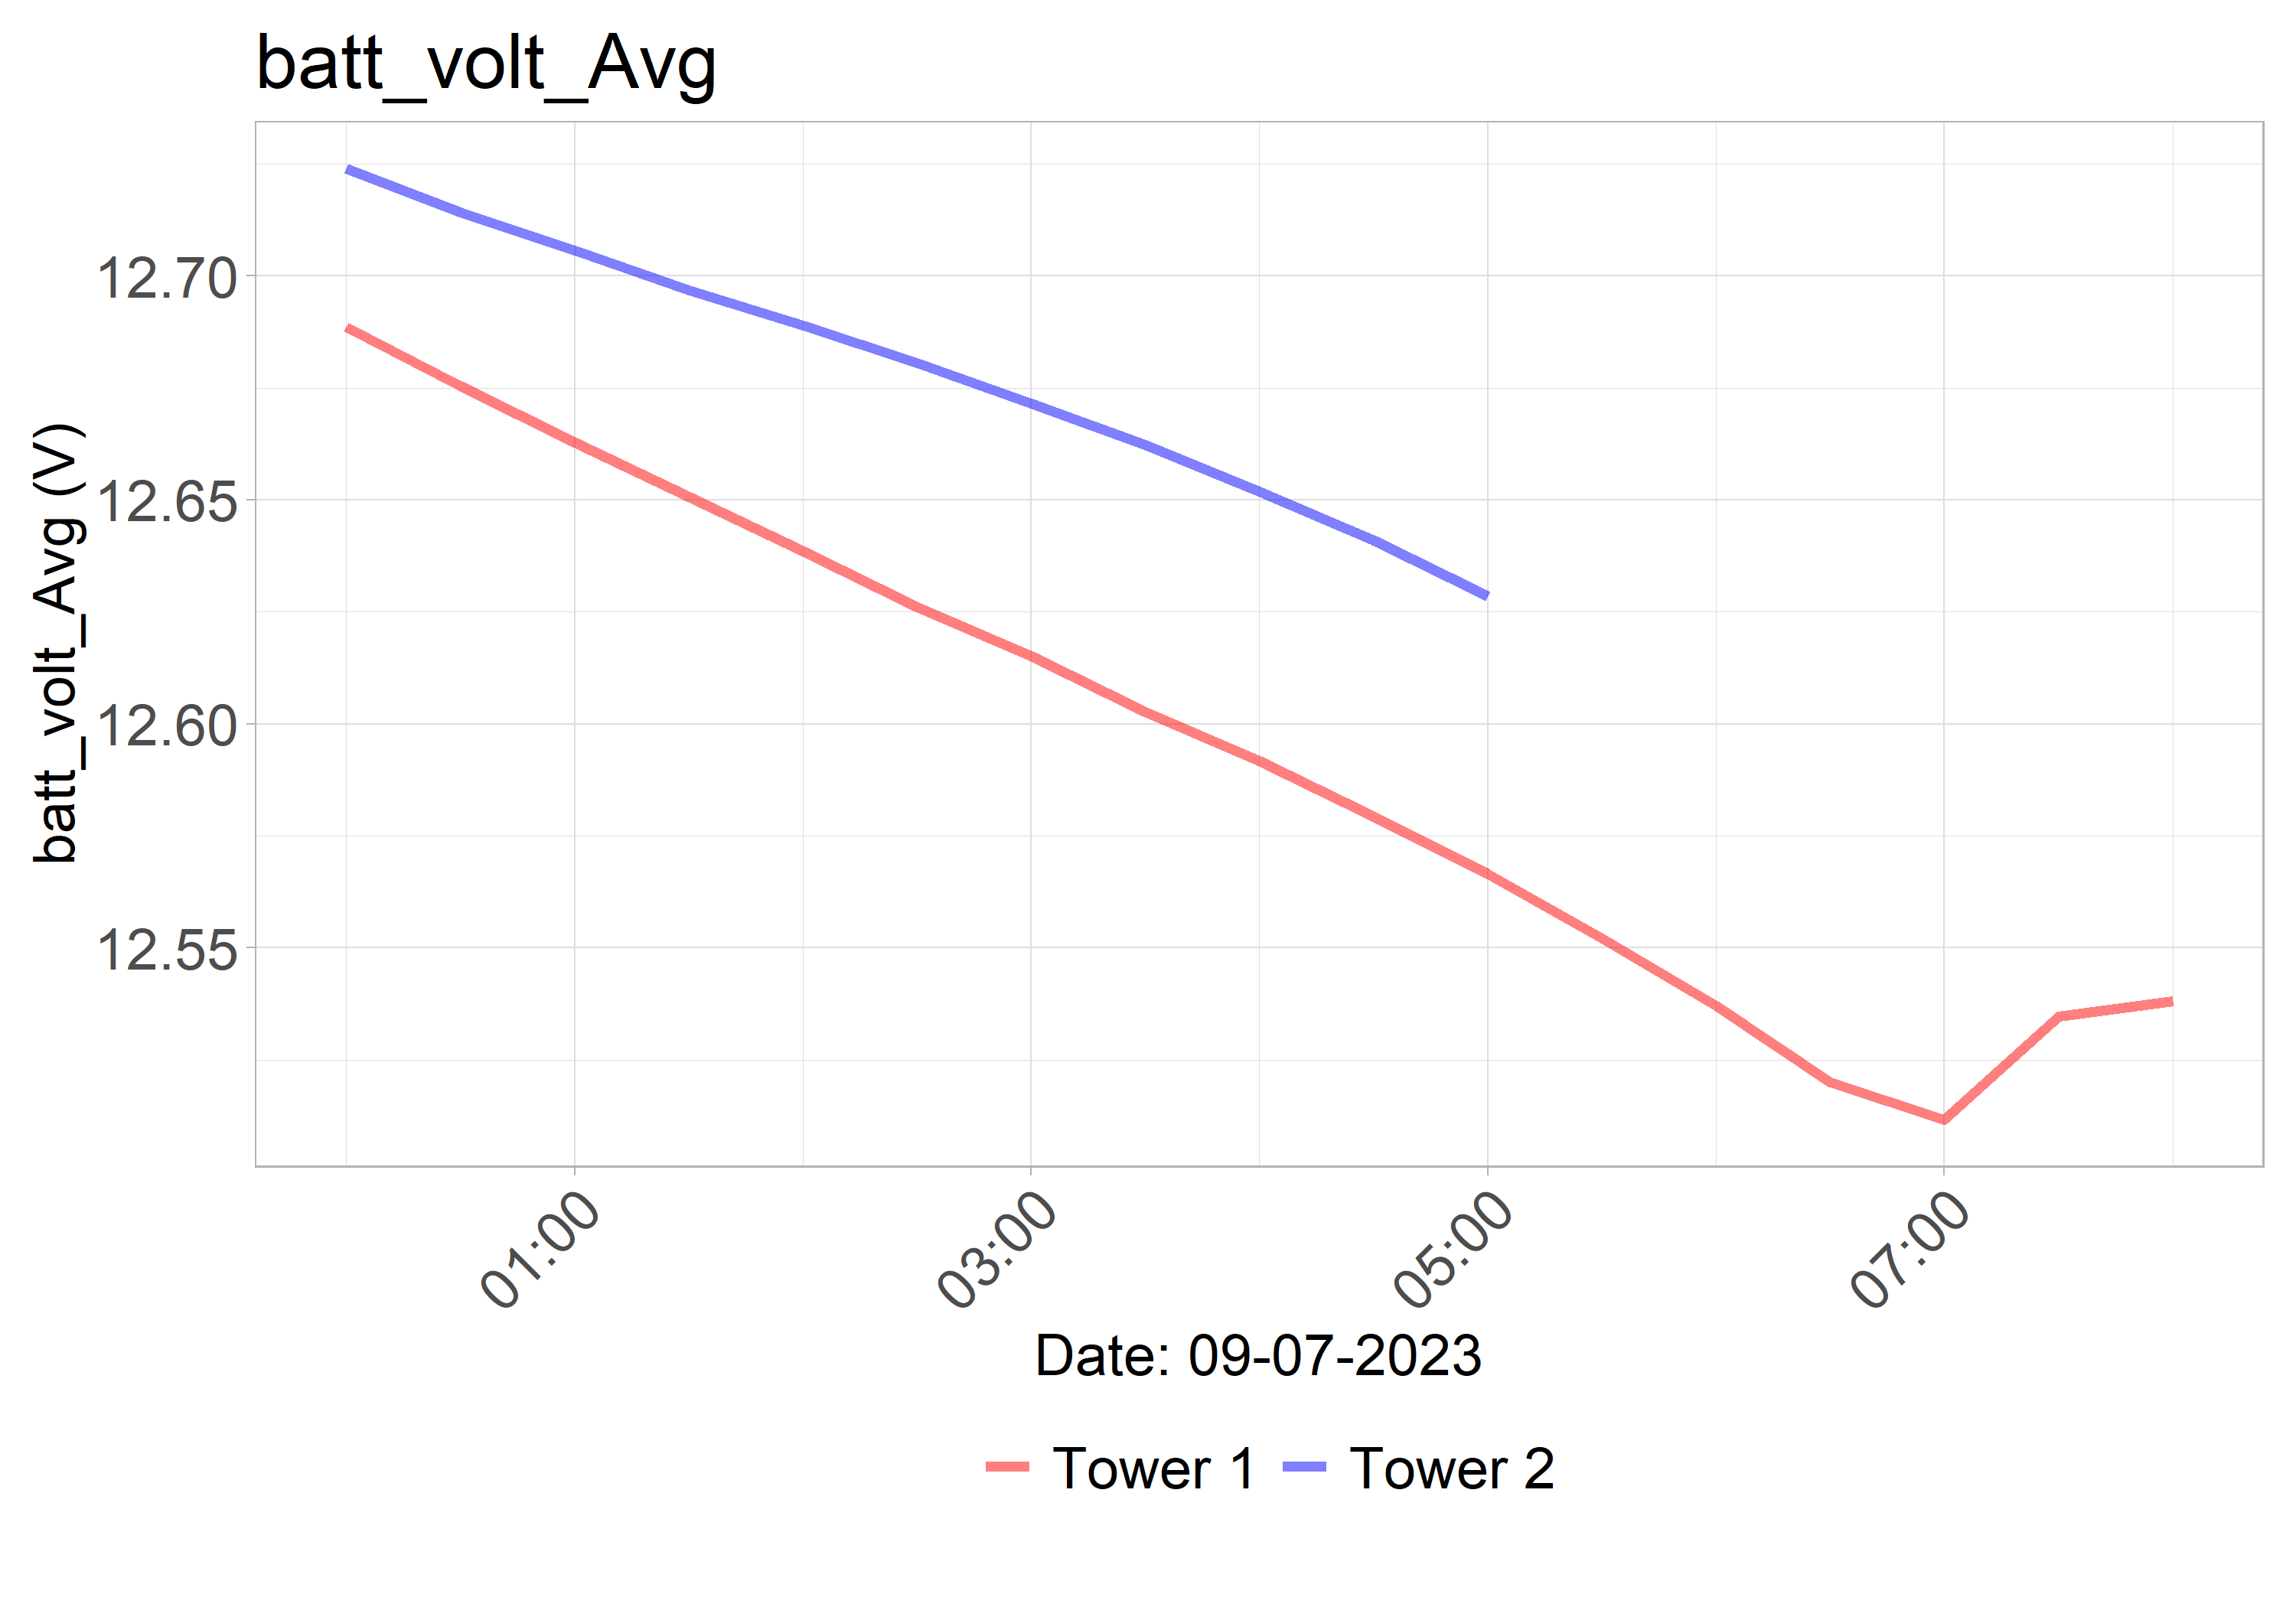 batt_volt_Avg
batt_volt_Avg (V)
12.70
12.65
12.60
12.55
01:00
03:00
05:00
07:00
Date: 09-07-2023
Tower 1
Tower 2